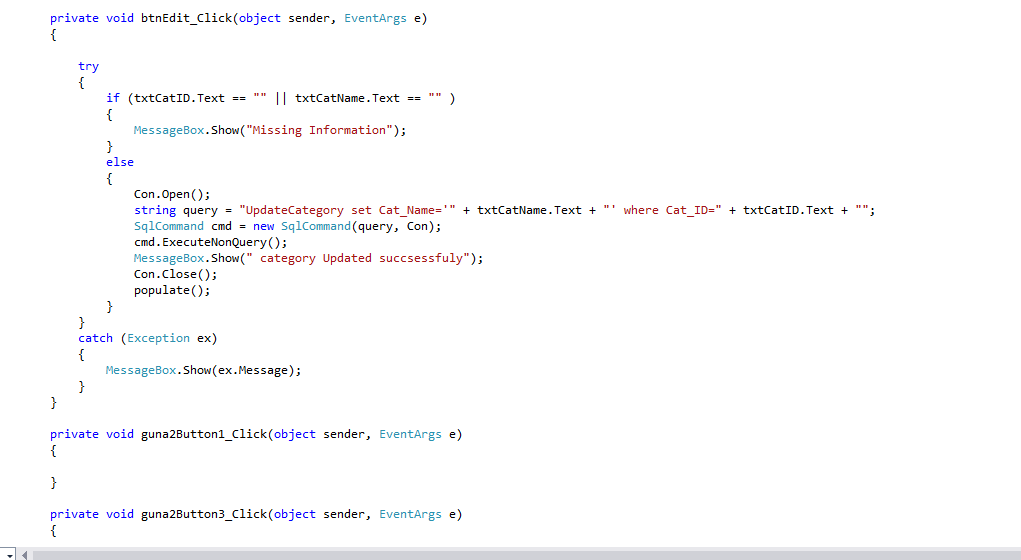 private void btnEdit_Click(object sender, EventArgs e)
{
try
{
if (txtCatID.Text == "" || txtCatName.Text == "" )
{
MessageBox.Show("Missing Information");
}
else
{
Con.Open();
string query = "UpdateCategory set Cat_Name='" + txtCatName.Text + "' where Cat_ID=" + txtCatID.Text + "";
SqlCommand cmd = new SqlCommand(query, Con);
cmd.ExecuteNonQuery();
MessageBox.Show(" category Updated succsessfuly");
Con.Close();
populate();
}
}
catch (Exception ex)
{
MessageBox.Show(ex.Message);
}
}
private void guna2Button1_Click(object sender, EventArgs e)
{
}
private void guna2Button3_Click(object sender, EventArgs e)
{